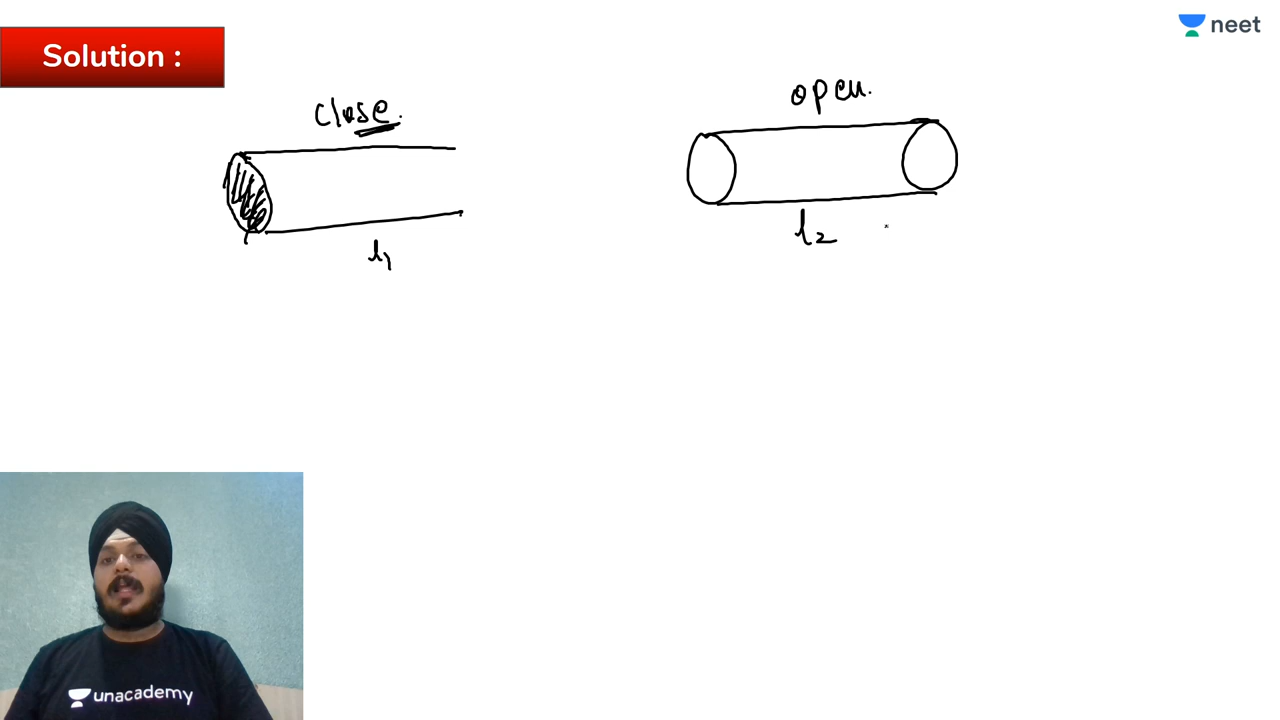 Solution :
neet
close.
open.
l1
l2
unacademy